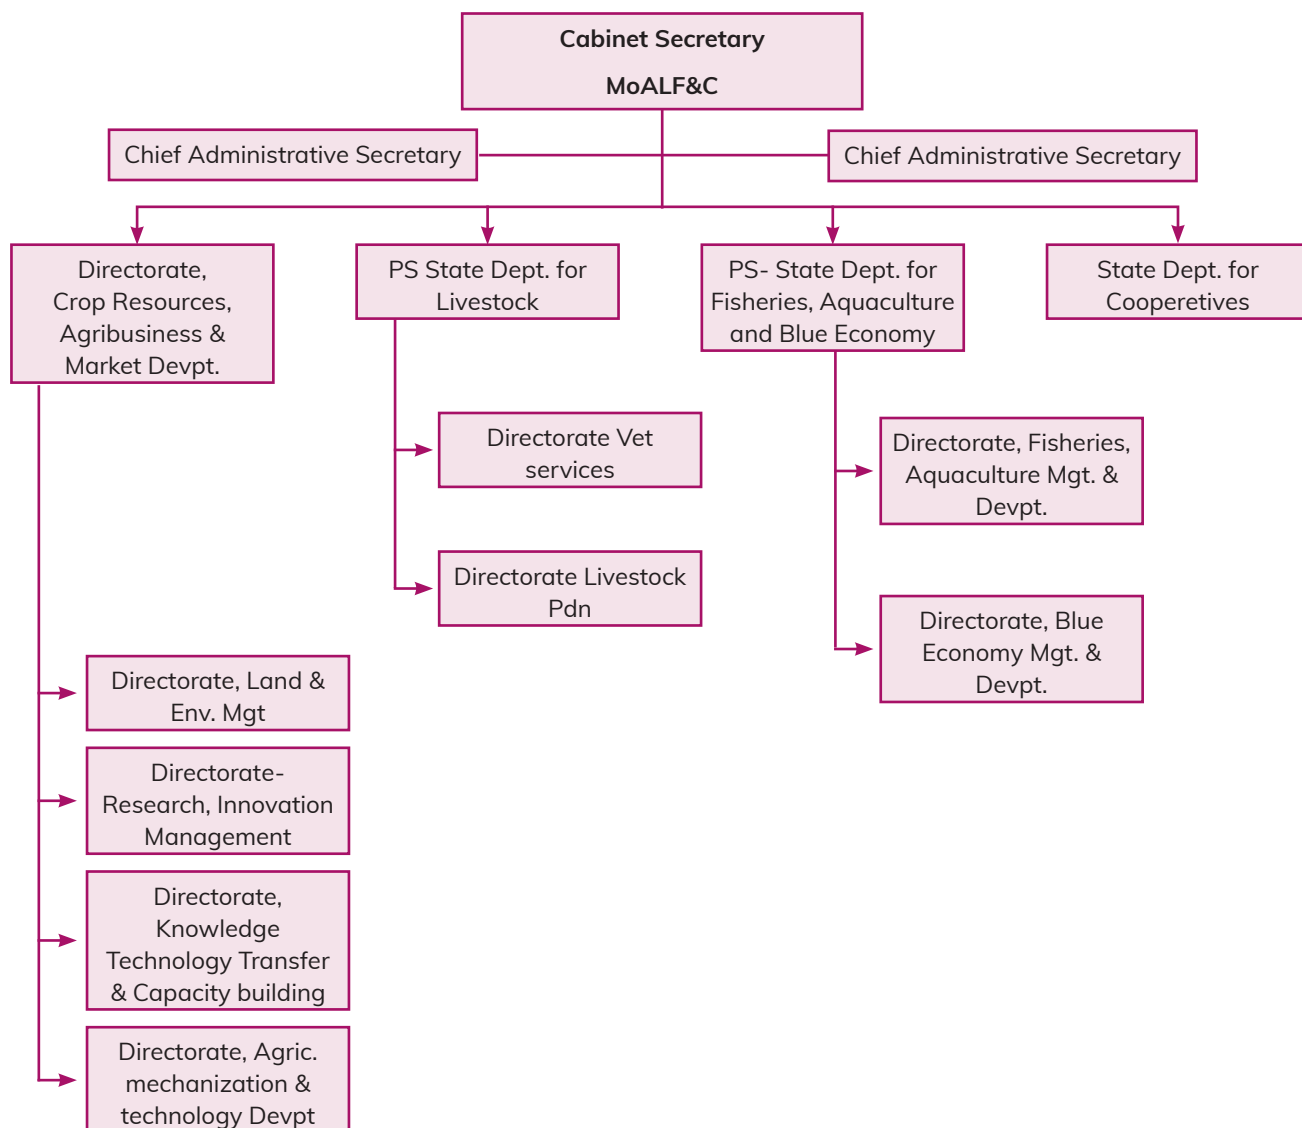 Cabinet Secretary
MoALF&C
Chief Administrative Secretary
Chief Administrative Secretary
Directorate,
Crop Resources,
Agribusiness &
Market Devpt.
PS State Dept. for
Livestock
PS- State Dept. for
Fisheries, Aquaculture
and Blue Economy
State Dept. for
Cooperetives
Directorate Vet
services
Directorate Livestock
Pdn
Directorate, Fisheries,
Aquaculture Mgt. &
Devpt.
Directorate, Blue
Economy Mgt. &
Devpt.
Directorate, Land &
Env. Mgt
Directorate-
Research, Innovation
Management
Directorate,
Knowledge
Technology Transfer
& Capacity building
Directorate, Agric.
mechanization &
technology Devpt